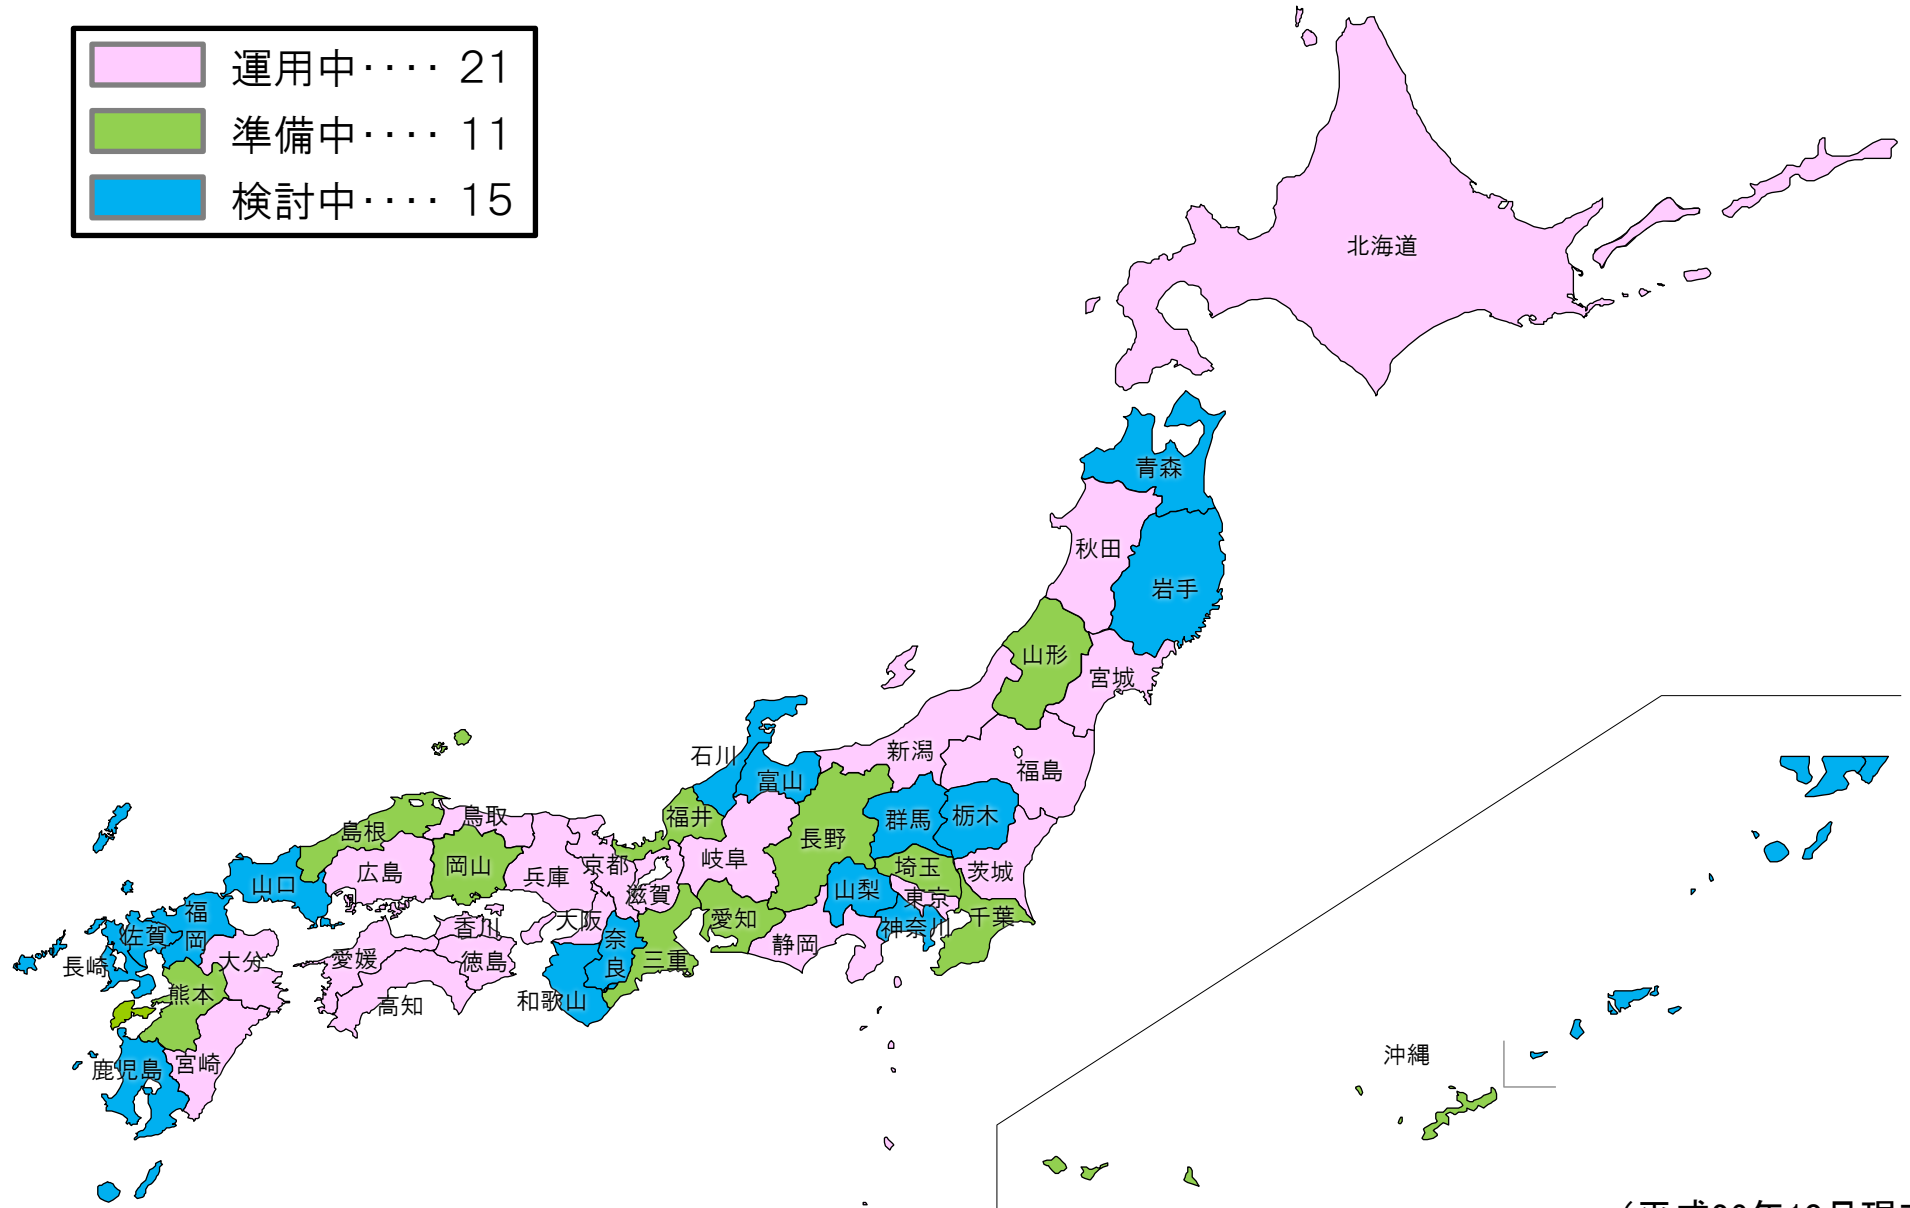 運用中‥‥ 21
準備中‥‥ 11
検討中‥‥ 15
北海道
青森
秋田
岩手
山形
宮城
新潟
福島
石川
富山
福井
長野
群馬
栃木
岐阜
埼玉
茨城
山梨
東京
神奈川
千葉
愛知
静岡
三重
滋賀
京都
兵庫
大阪
奈
良
和歌山
鳥取
島根
岡山
広島
山口
香川
徳島
愛媛
高知
福
岡
佐賀
長崎
大分
熊本
宮崎
鹿児島
沖縄